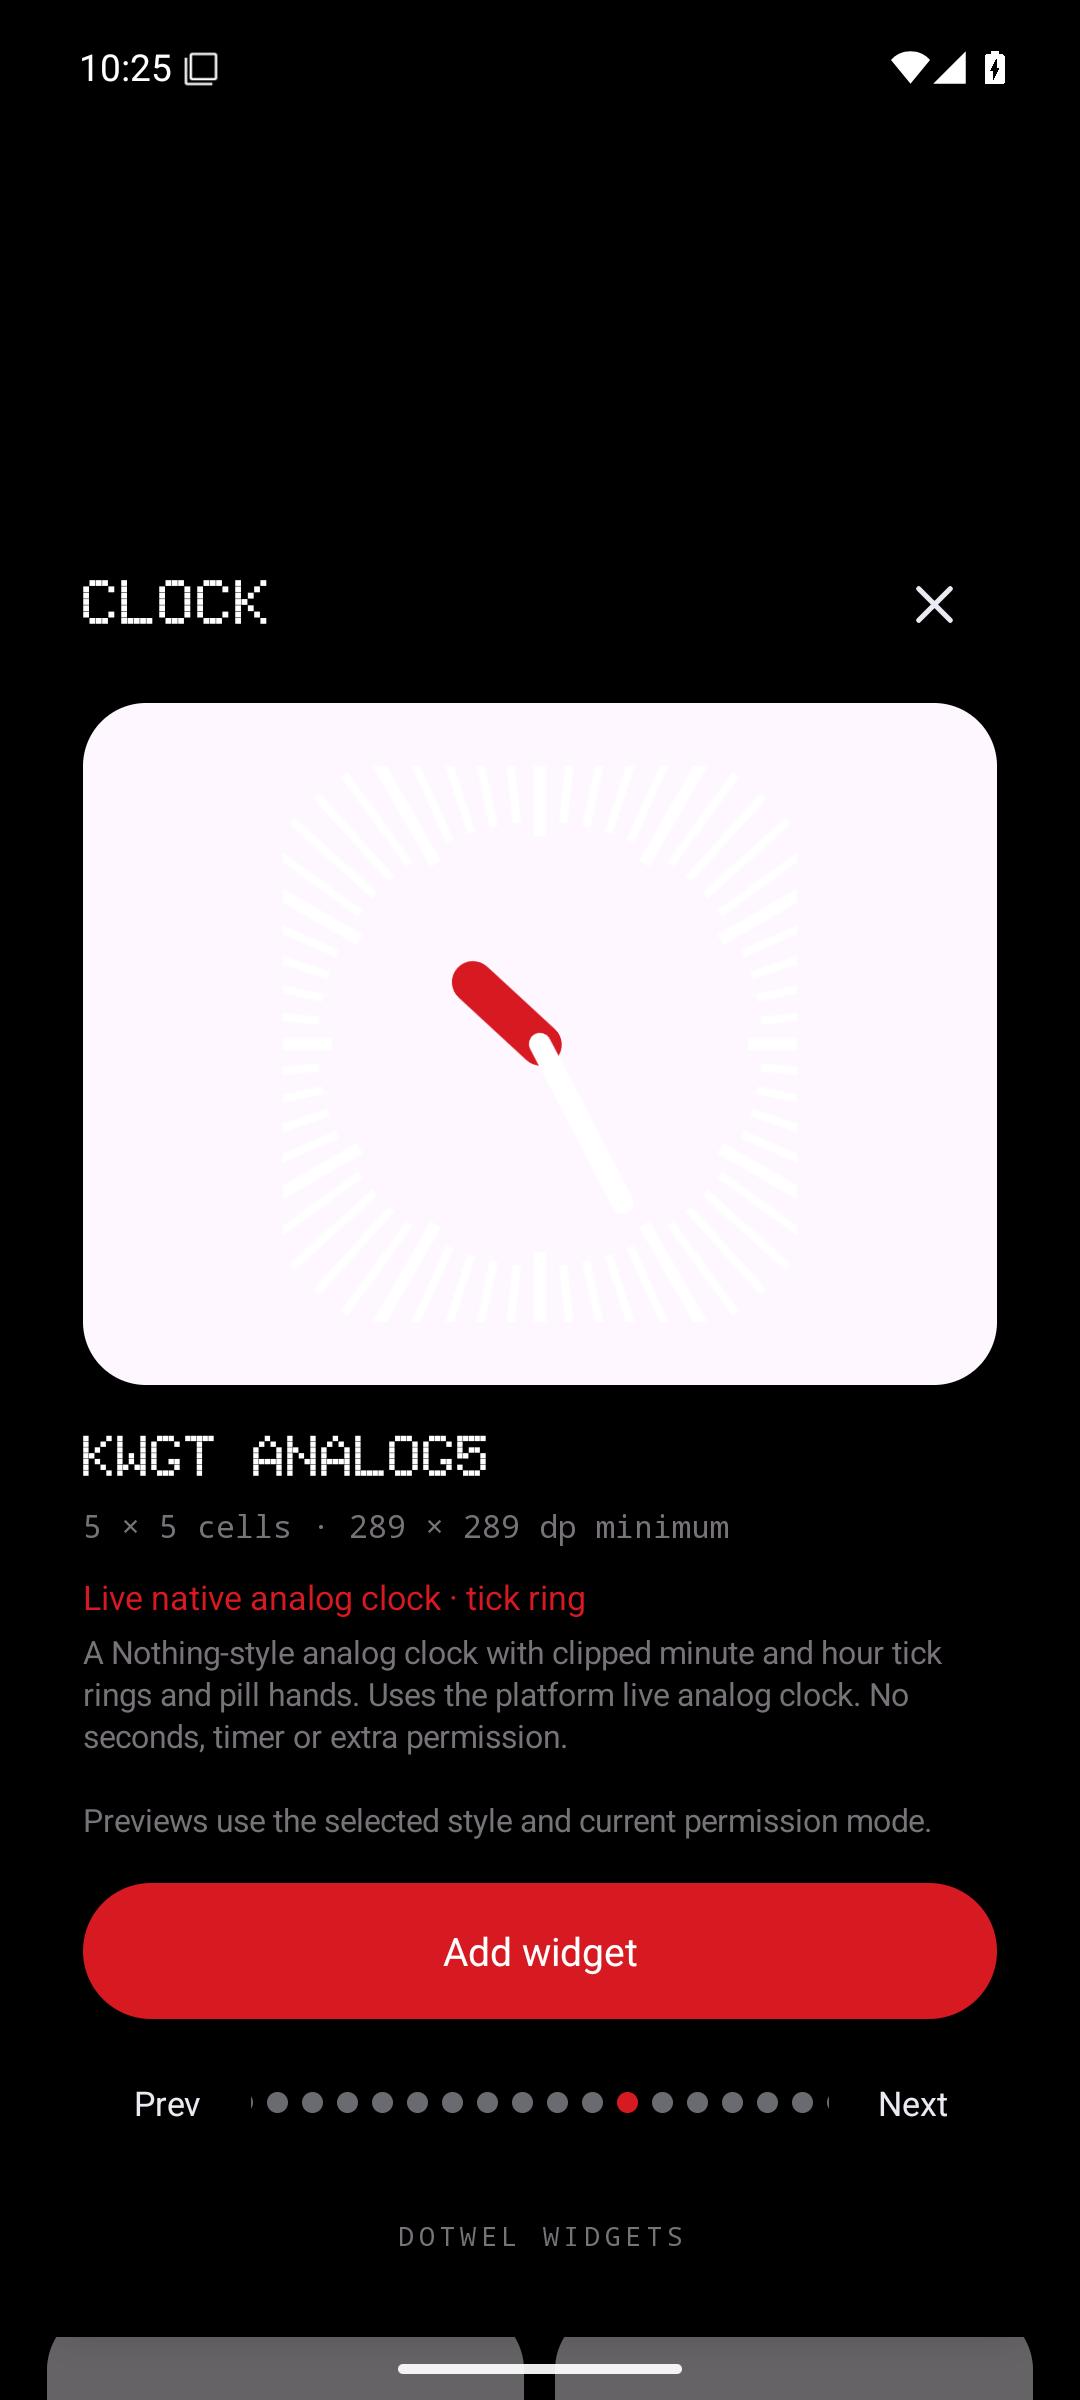 10:25
CLOCK
KWGT ANALOG5
5 × 5 cells · 289 × 289 dp minimum
Live native analog clock · tick ring
A Nothing-style analog clock with clipped minute and hour tick
rings and pill hands. Uses the platform live analog clock. No
seconds, timer or extra permission.
Previews use the selected style and current permission mode.
Add widget
Prev
Next
DOTWEL WIDGETS